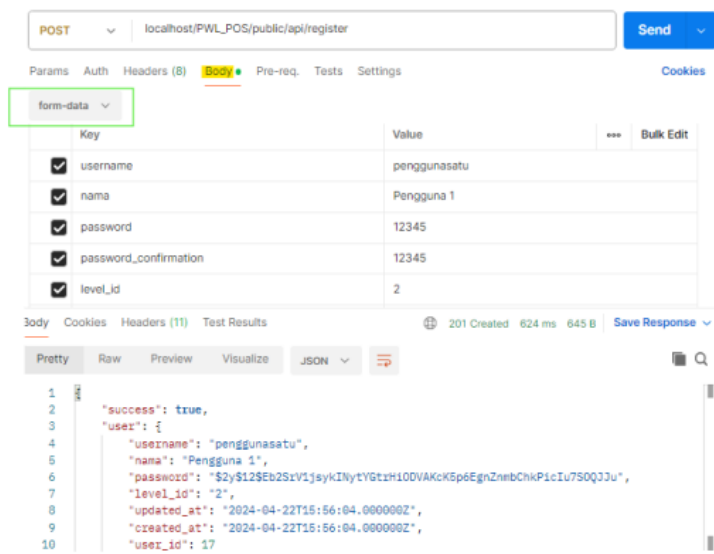 POST localhost/PWL_POS/public/api/register Send
Params Auth Headers (8) Body Pre-req. Tests Settings Cookies
form-data
Key Value ooo Bulk Edit
username penggunasatu
nama Pengguna 1
password 12345
password_confirmation 12345
level_id 2
Body Cookies Headers (11) Test Results 201 Created 624 ms 645 B Save Response
Pretty Raw Preview Visualize JSON
1 {
2 "success": true,
3 "user": {
4 "username": "penggunasatu",
5 "nama": "Pengguna 1",
6 "password":
7 "level_id": "2",
8 "updated_at": "2024-04-22T15:56:04.000000Z",
9 "created_at": "2024-04-22T15:56:04.000000Z",
10 "user_id": 17